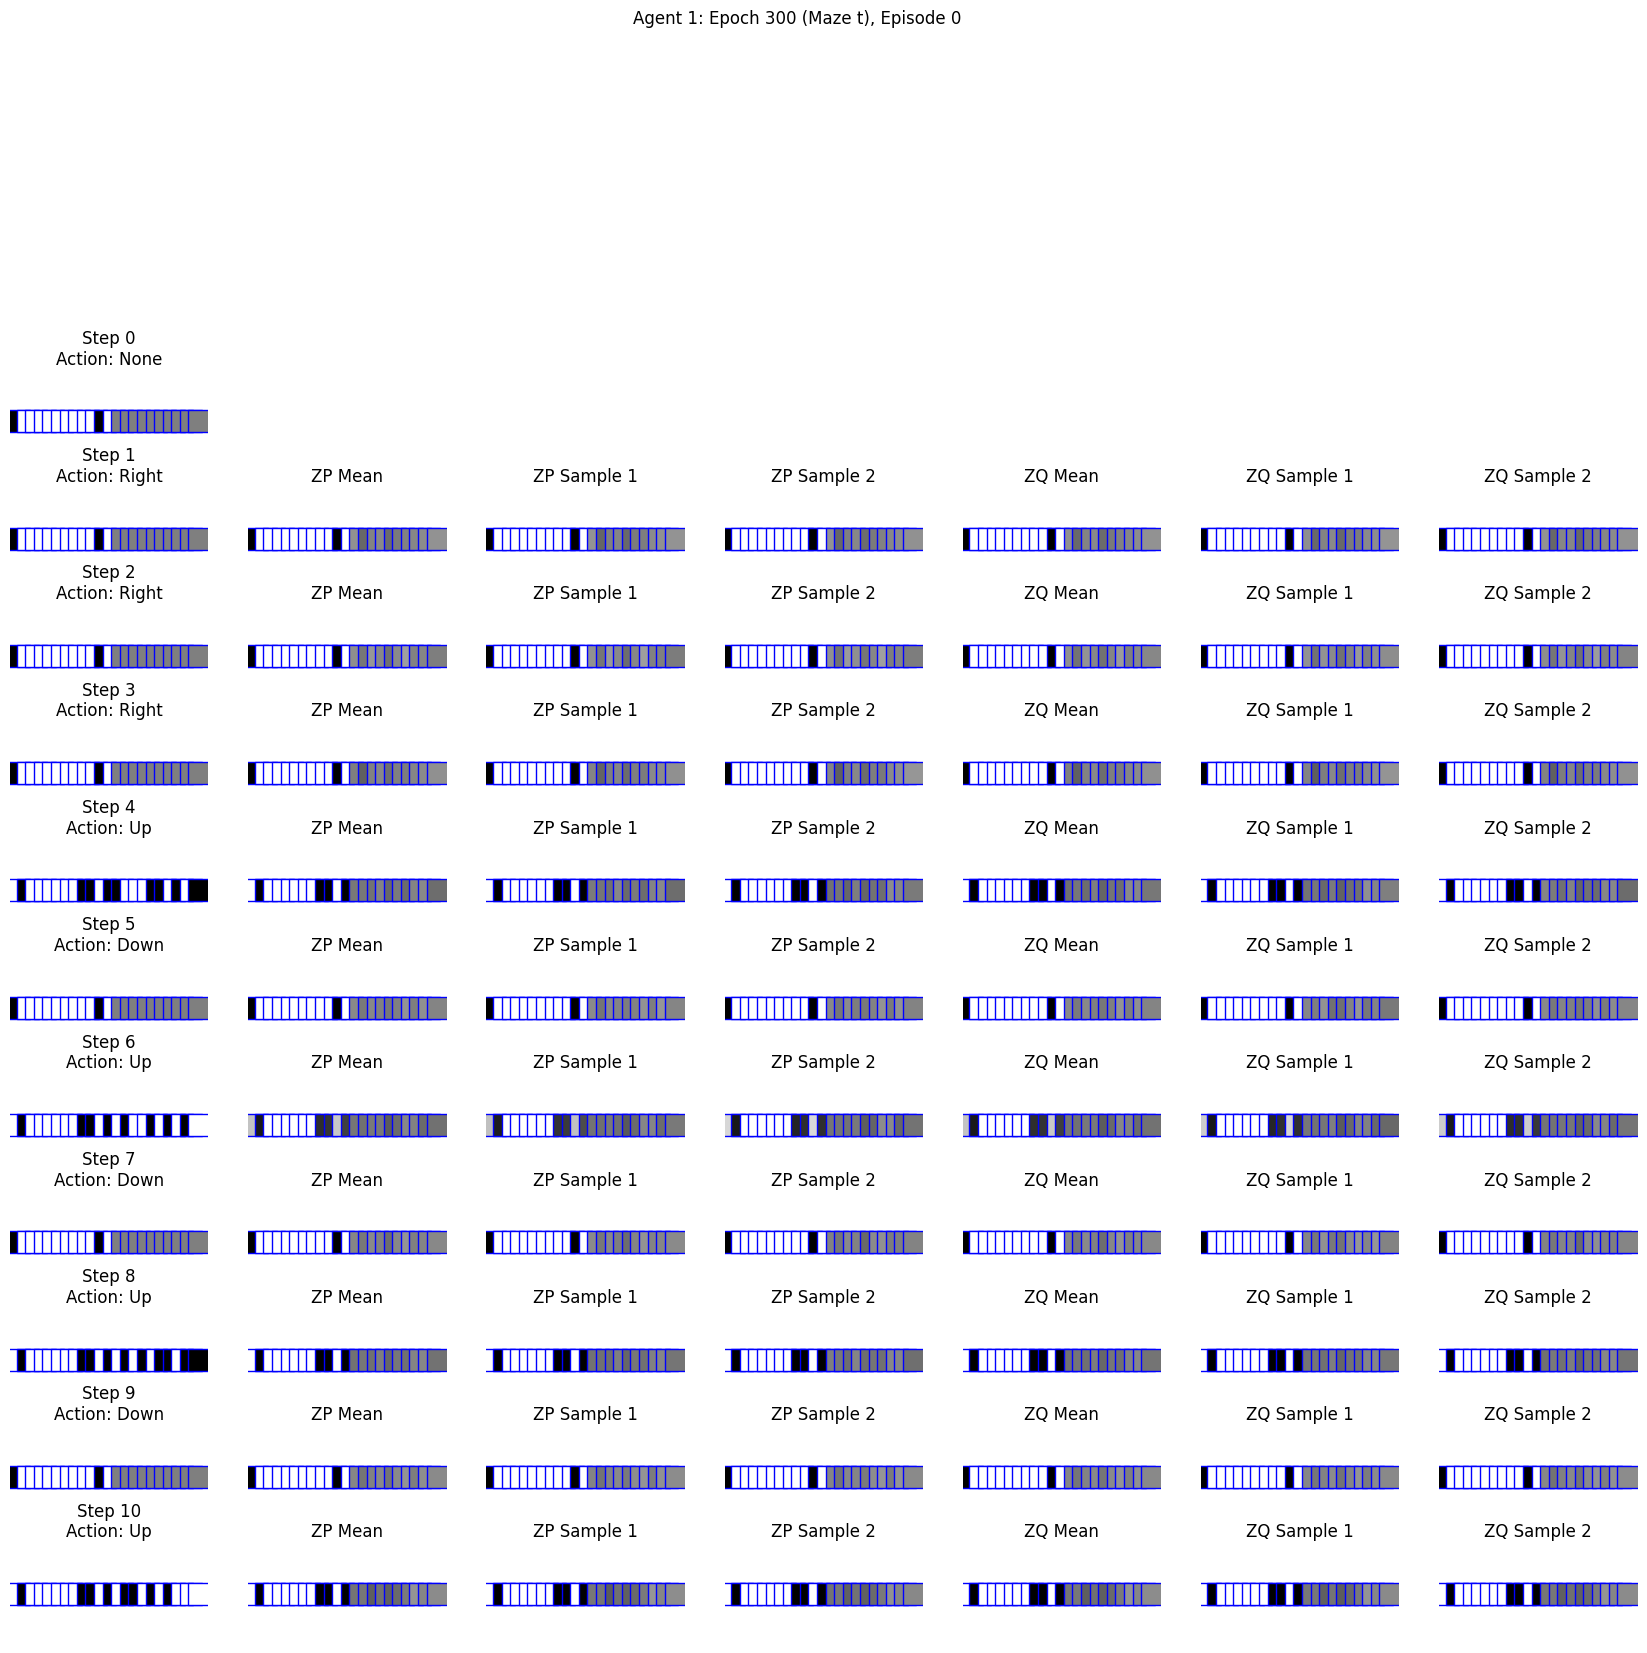 Agent 1: Epoch 300 (Maze t), Episode 0
Step 0
Action: None
Step 1
Action: Right
ZP Mean
ZP Sample 1
ZP Sample 2
ZQ Mean
ZQ Sample 1
ZQ Sample 2
Step 2
Action: Right
ZP Mean
ZP Sample 1
ZP Sample 2
ZQ Mean
ZQ Sample 1
ZQ Sample 2
Step 3
Action: Right
ZP Mean
ZP Sample 1
ZP Sample 2
ZQ Mean
ZQ Sample 1
ZQ Sample 2
Step 4
Action: Up
ZP Mean
ZP Sample 1
ZP Sample 2
ZQ Mean
ZQ Sample 1
ZQ Sample 2
Step 5
Action: Down
ZP Mean
ZP Sample 1
ZP Sample 2
ZQ Mean
ZQ Sample 1
ZQ Sample 2
Step 6
Action: Up
ZP Mean
ZP Sample 1
ZP Sample 2
ZQ Mean
ZQ Sample 1
ZQ Sample 2
Step 7
Action: Down
ZP Mean
ZP Sample 1
ZP Sample 2
ZQ Mean
ZQ Sample 1
ZQ Sample 2
Step 8
Action: Up
ZP Mean
ZP Sample 1
ZP Sample 2
ZQ Mean
ZQ Sample 1
ZQ Sample 2
Step 9
Action: Down
ZP Mean
ZP Sample 1
ZP Sample 2
ZQ Mean
ZQ Sample 1
ZQ Sample 2
Step 10
Action: Up
ZP Mean
ZP Sample 1
ZP Sample 2
ZQ Mean
ZQ Sample 1
ZQ Sample 2